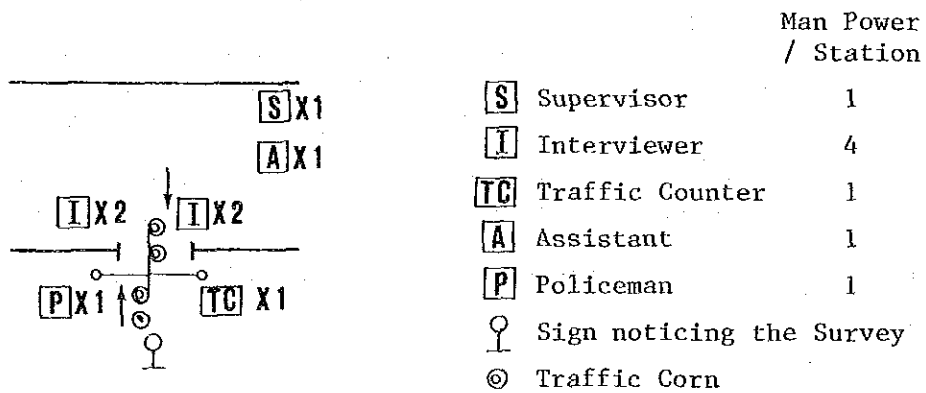 Man Power
/ Station
S X1
A X1
I X2 I X2
P X1 TC X1
S Supervisor 1
I Interviewer 4
TC Traffic Counter 1
A Assistant 1
P Policeman 1
Sign noticing the Survey
Traffic Corn